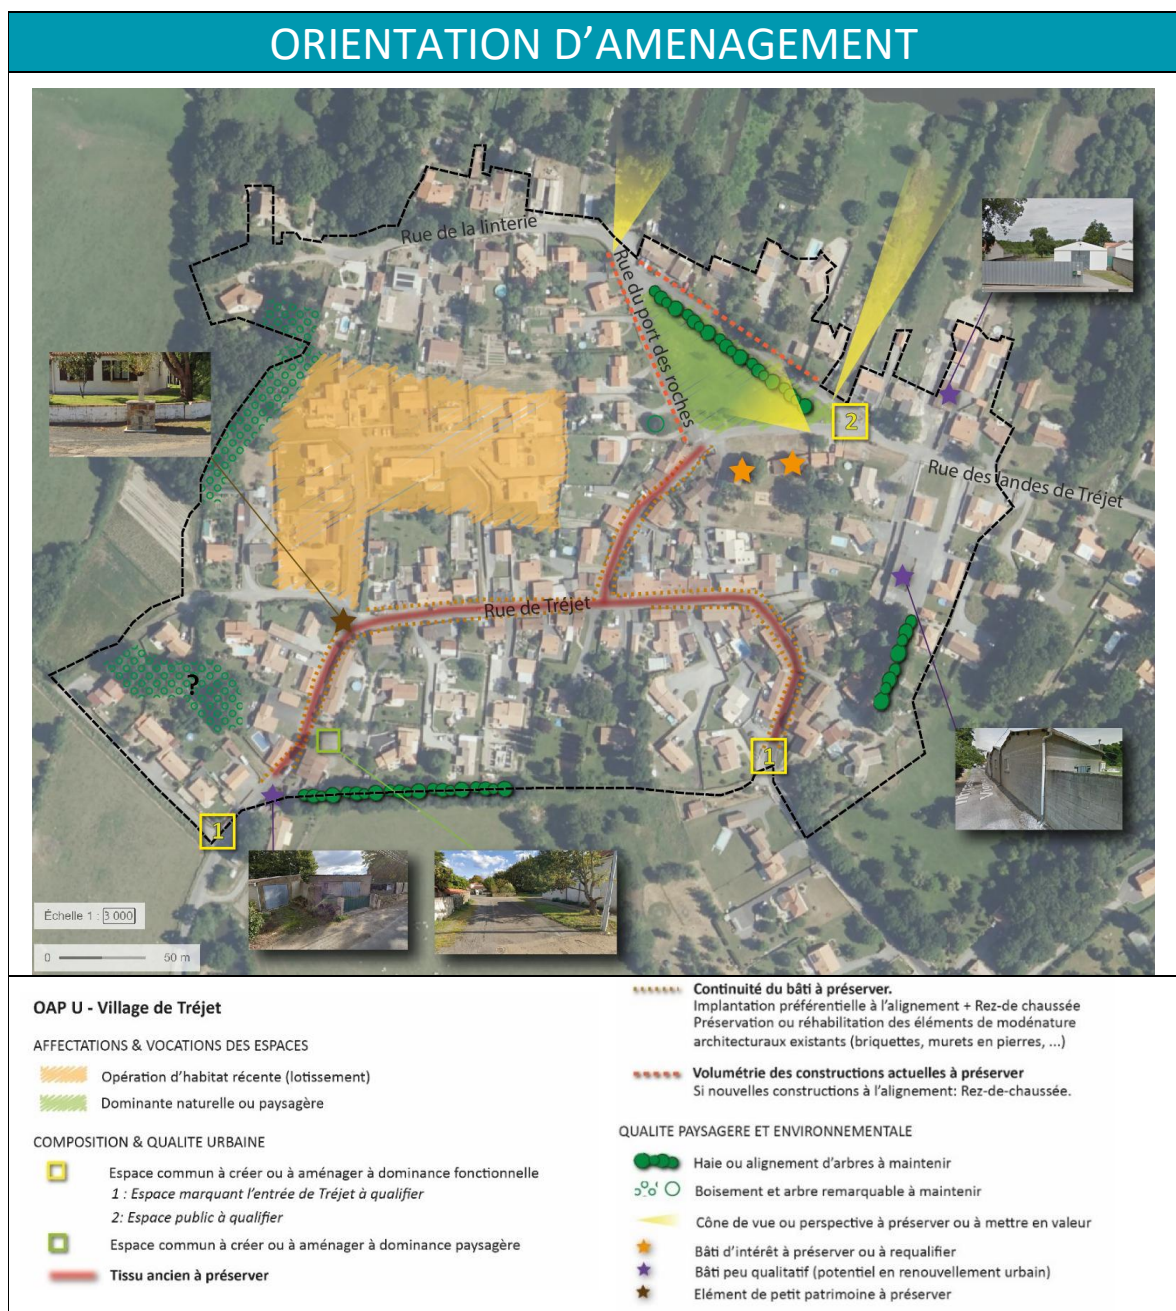 ORIENTATION D'AMENAGEMENT
Rue de la linterie
Rue du port des roches
2
Rue des landes de Tréjet
Rue de Tréjet
?
1
1
Échelle 1 : 3 000
0 50 m
OAP U - Village de Tréjet
AFFECTATIONS & VOCATIONS DES ESPACES
Opération d'habitat récente (lotissement)
Dominante naturelle ou paysagère
COMPOSITION & QUALITE URBAINE
Espace commun à créer ou à aménager à dominance fonctionnelle
1 : Espace marquant l'entrée de Tréjet à qualifier
2: Espace public à qualifier
Espace commun à créer ou à aménager à dominance paysagère
Tissu ancien à préserver
Continuité du bâti à préserver.
Implantation préférentielle à l'alignement + Rez-de chaussée
Préservation ou réhabilitation des éléments de modénature
architecturaux existants (briquettes, murets en pierres, ...)
Volumétrie des constructions actuelles à préserver
Si nouvelles constructions à l'alignement: Rez-de-chaussée.
QUALITE PAYSAGERE ET ENVIRONNEMENTALE
Haie ou alignement d'arbres à maintenir
Boisement et arbre remarquable à maintenir
Cône de vue ou perspective à préserver ou à mettre en valeur
Bâti d'intérêt à préserver ou à requalifier
Bâti peu qualitatif (potentiel en renouvellement urbain)
Elément de petit patrimoine à préserver